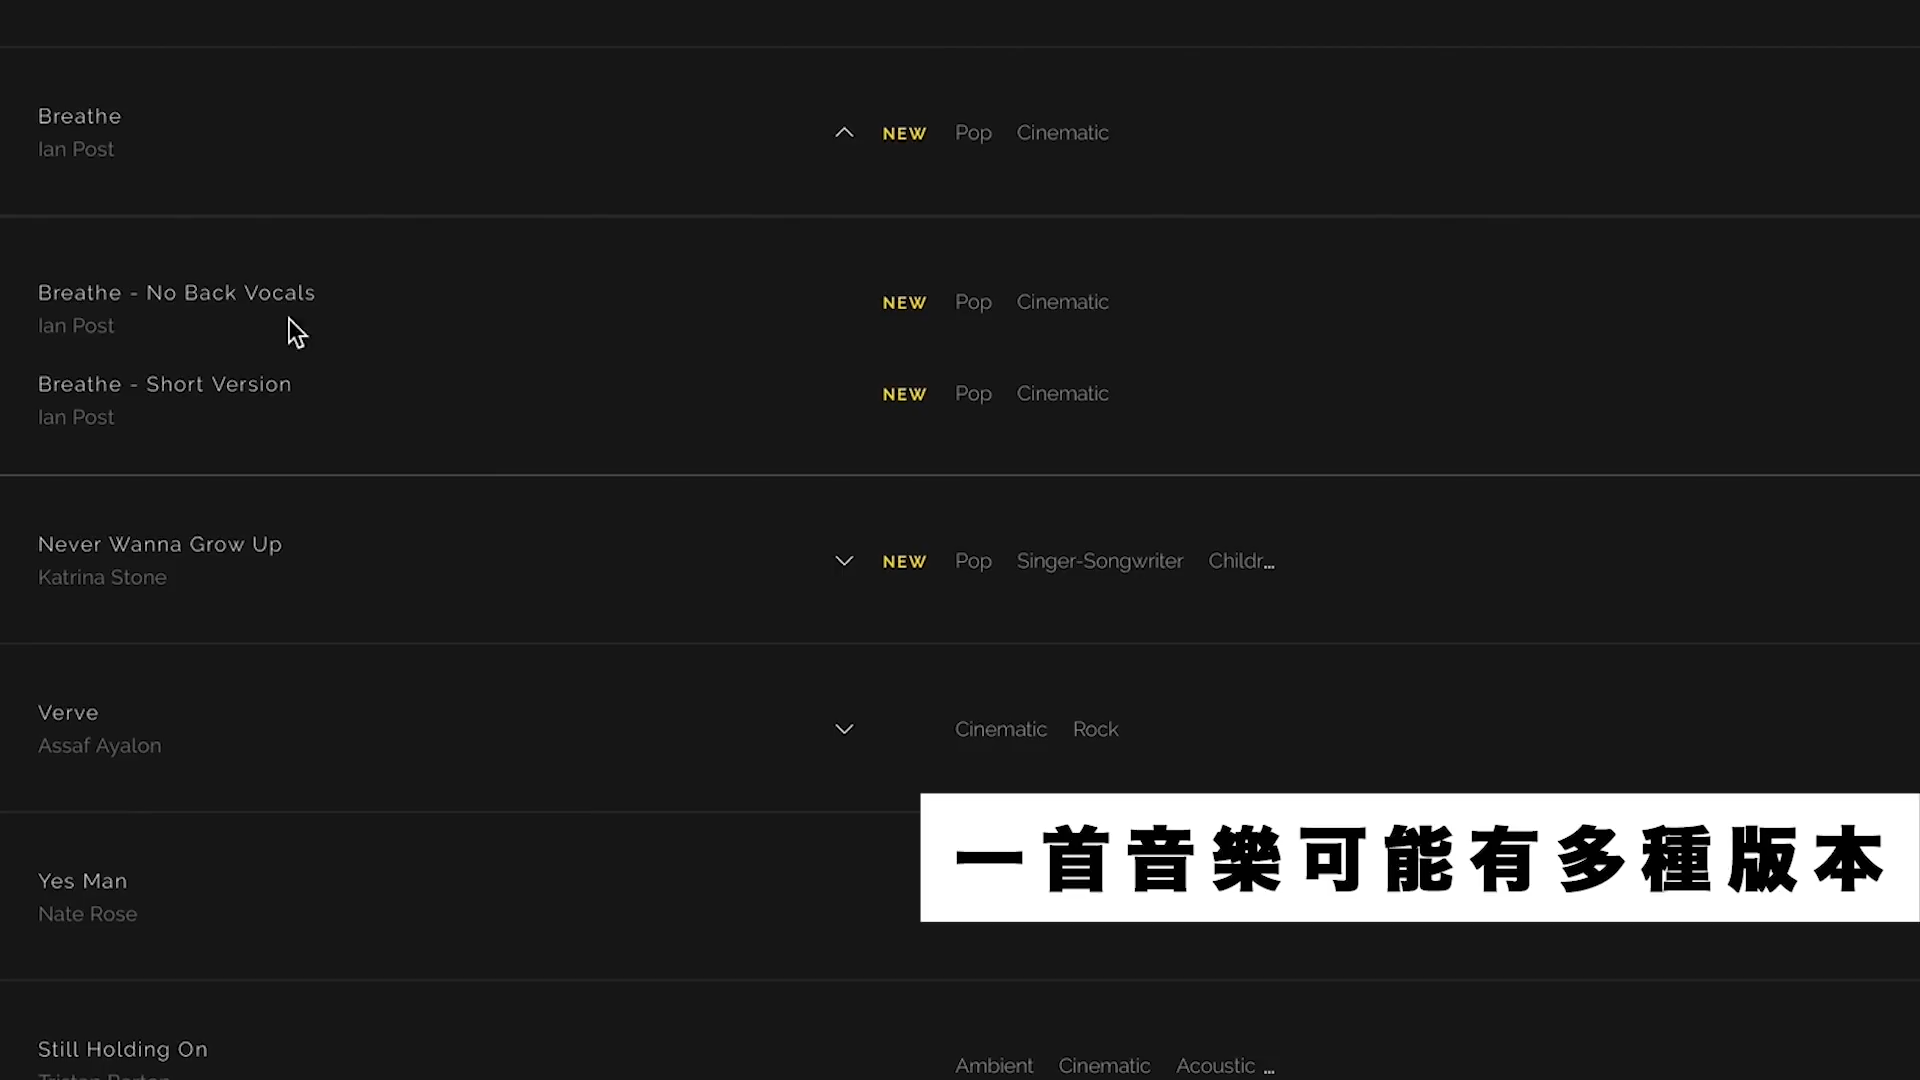 Breathe
Ian Post
NEW Pop Cinematic
Breathe - No Back Vocals
Ian Post
NEW Pop Cinematic
Breathe - Short Version
Ian Post
NEW Pop Cinematic
Never Wanna Grow Up
Katrina Stone
NEW Pop Singer-Songwriter Childr...
Verve
Assaf Ayalon
Cinematic Rock
一首音樂可能有多種版本
Yes Man
Nate Rose
Still Holding On
Ambient Cinematic Acoustic ...